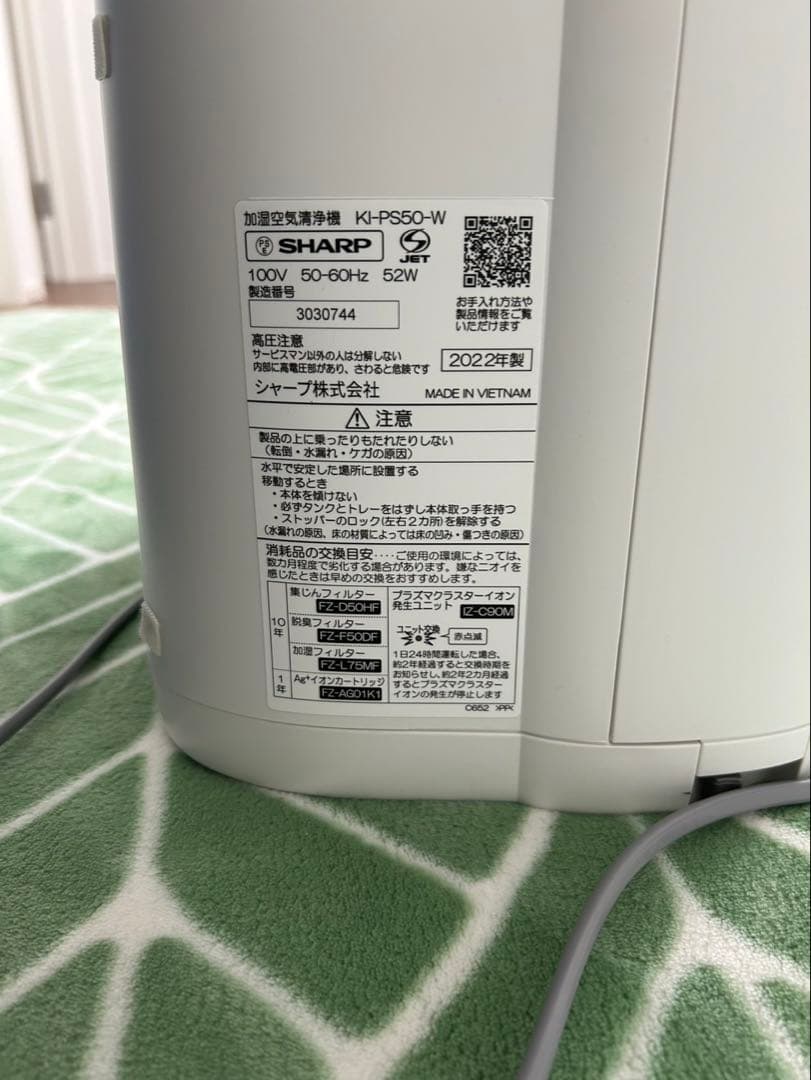 加湿空気清浄機 KI-PS50-W
PSE SHARP JET
100V 50-60Hz 52W
製造番号
3030744
お手入れ方法や
製品情報をご覧
いただけます
高圧注意
サービスマン以外の人は分解しない
内部に高電圧部があり、さわると危険です
2022年製
シャープ株式会社 MADE IN VIETNAM
注意
製品の上に乗ったりもたれたりしない
(転倒・水漏れ・ケガの原因)
水平で安定した場所に設置する
移動するとき
・本体を傾けない
・必ずタンクとトレーをはずし本体取っ手を持つ
・ストッパーのロック(左右2カ所)を解除する
(水漏れの原因、床の材質によっては床の凹み・傷つきの原因)
消耗品の交換目安‥‥ご使用の環境によっては、
数カ月程度で劣化する場合があります。嫌なニオイを
感じたときは早めの交換をおすすめします。
10年
集じんフィルター
FZ-D50HF
脱臭フィルター
FZ-F50DF
加湿フィルター
FZ-L75MF
1年
Ag+イオンカートリッジ
FZ-AG01K1
プラズマクラスターイオン
発生ユニット IZ-C90M
ユニット交換
赤点滅
1日24時間運転した場合、
約2年経過すると交換時期を
お知らせし、約2年2カ月経過
するとプラズマクラスター
イオンの発生が停止します
C652 >PP<